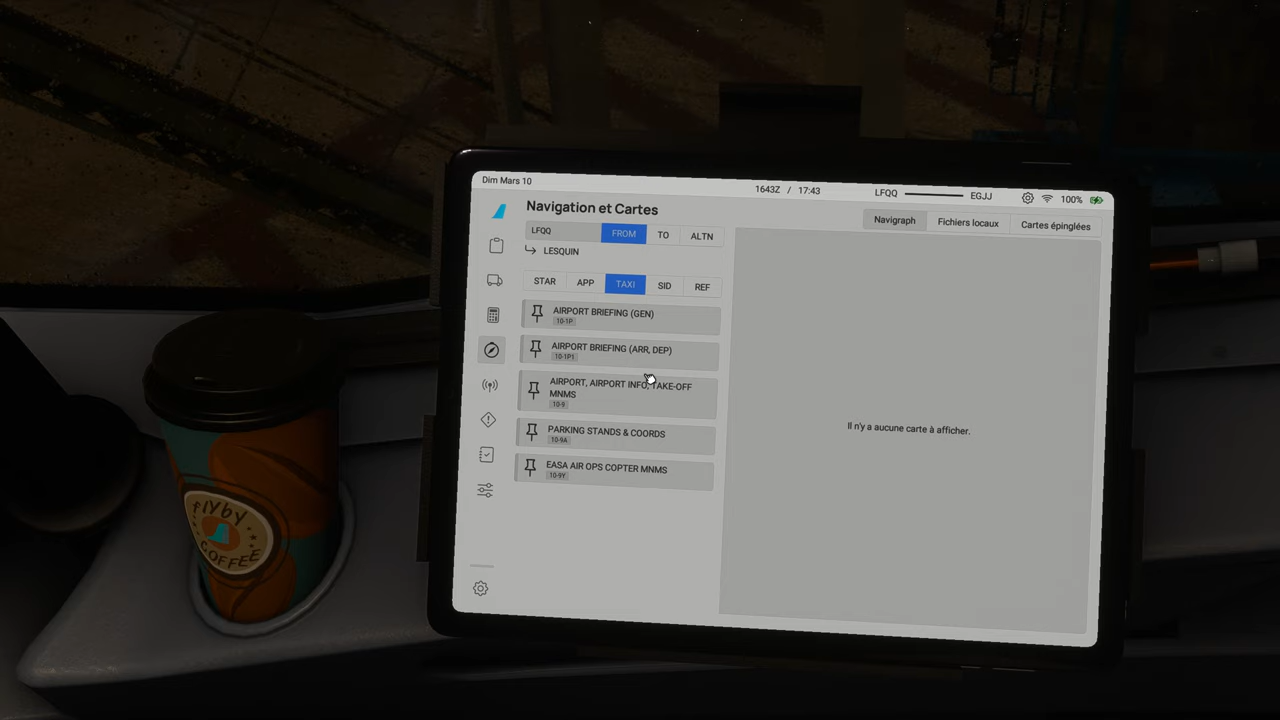 Dim Mars 10
1643Z / 17:43
LFQQ
EGJJ
100%
Navigation et Cartes
Navigraph
Fichiers locaux
Cartes épinglées
LFQQ
FROM
TO
ALTN
LESQUIN
STAR
APP
TAXI
SID
REF
AIRPORT BRIEFING (GEN)
10-1P
AIRPORT BRIEFING (ARR, DEP)
10-1P1
AIRPORT, AIRPORT INFO, TAKE-OFF
MNMS
10-9
PARKING STANDS & COORDS
10-9A
EASA AIR OPS COPTER MNMS
10-9Y
Il n'y a aucune carte à afficher.
flyby
COFFEE